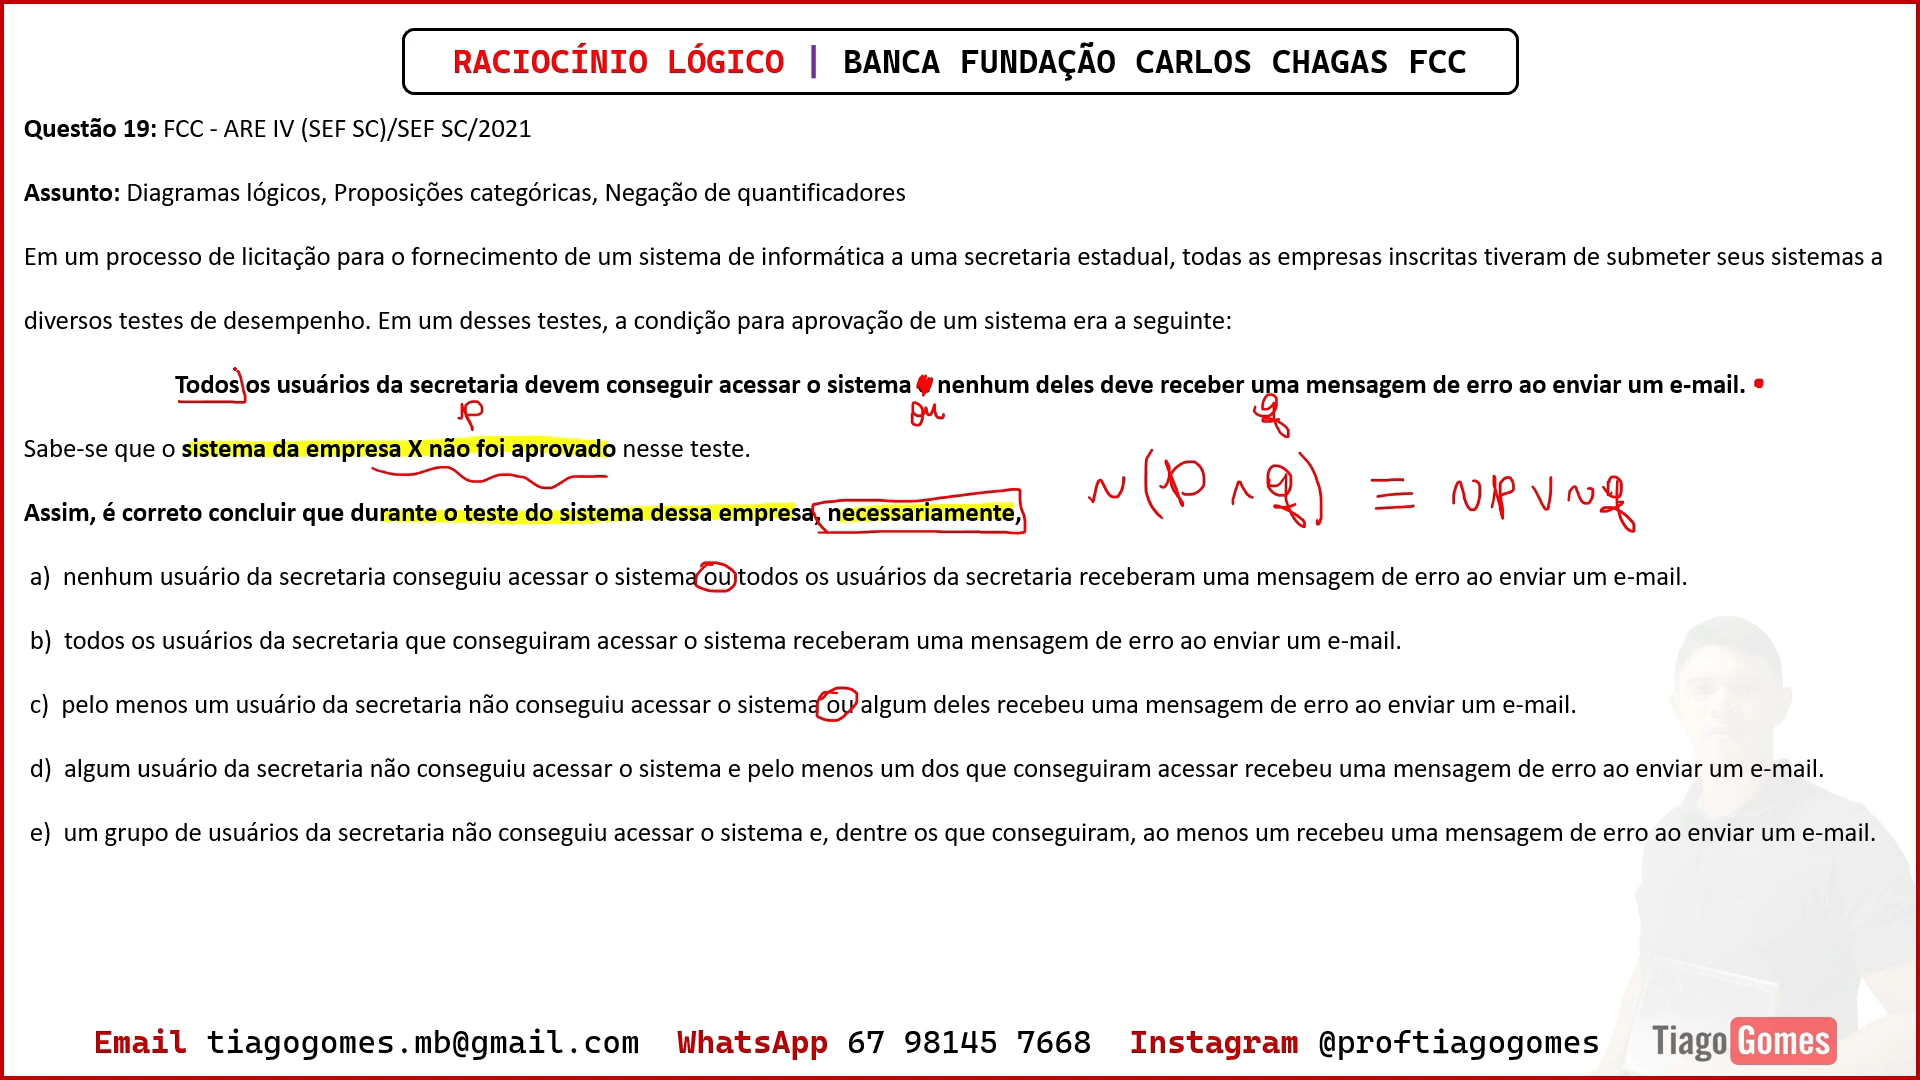 RACIOCÍNIO LÓGICO | BANCA FUNDAÇÃO CARLOS CHAGAS FCC
Questão 19: FCC - ARE IV (SEF SC)/SEF SC/2021
Assunto: Diagramas lógicos, Proposições categóricas, Negação de quantificadores
Em um processo de licitação para o fornecimento de um sistema de informática a uma secretaria estadual, todas as empresas inscritas tiveram de submeter seus sistemas a
diversos testes de desempenho. Em um desses testes, a condição para aprovação de um sistema era a seguinte:
Todos os usuários da secretaria devem conseguir acessar o sistema nenhum deles deve receber uma mensagem de erro ao enviar um e-mail.
p ou q
Sabe-se que o sistema da empresa X não foi aprovado nesse teste.
~(p ∧ q) ≡ ~p ∨ ~q
Assim, é correto concluir que durante o teste do sistema dessa empresa, necessariamente,
a) nenhum usuário da secretaria conseguiu acessar o sistema ou todos os usuários da secretaria receberam uma mensagem de erro ao enviar um e-mail.
b) todos os usuários da secretaria que conseguiram acessar o sistema receberam uma mensagem de erro ao enviar um e-mail.
c) pelo menos um usuário da secretaria não conseguiu acessar o sistema ou algum deles recebeu uma mensagem de erro ao enviar um e-mail.
d) algum usuário da secretaria não conseguiu acessar o sistema e pelo menos um dos que conseguiram acessar recebeu uma mensagem de erro ao enviar um e-mail.
e) um grupo de usuários da secretaria não conseguiu acessar o sistema e, dentre os que conseguiram, ao menos um recebeu uma mensagem de erro ao enviar um e-mail.
Email tiagogomes.mb@gmail.com WhatsApp 67 98145 7668 Instagram @proftiagogomes Tiago Gomes